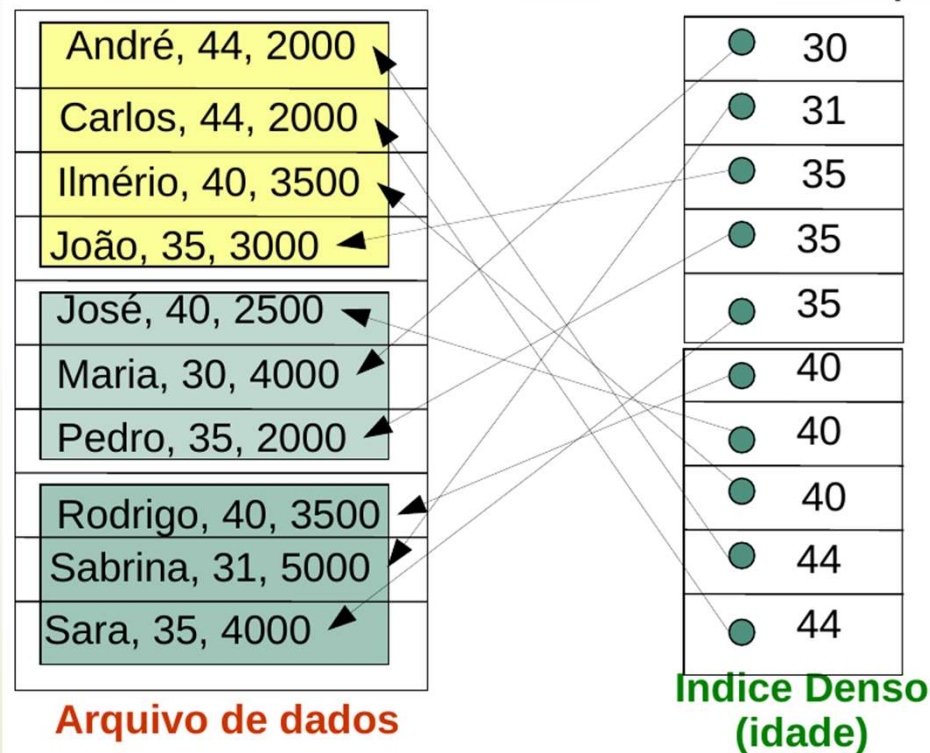 André, 44, 2000
Carlos, 44, 2000
Ilmério, 40, 3500
João, 35, 3000
José, 40, 2500
Maria, 30, 4000
Pedro, 35, 2000
Rodrigo, 40, 3500
Sabrina, 31, 5000
Sara, 35, 4000
Arquivo de dados
30
31
35
35
35
40
40
40
44
44
Indice Denso
(idade)